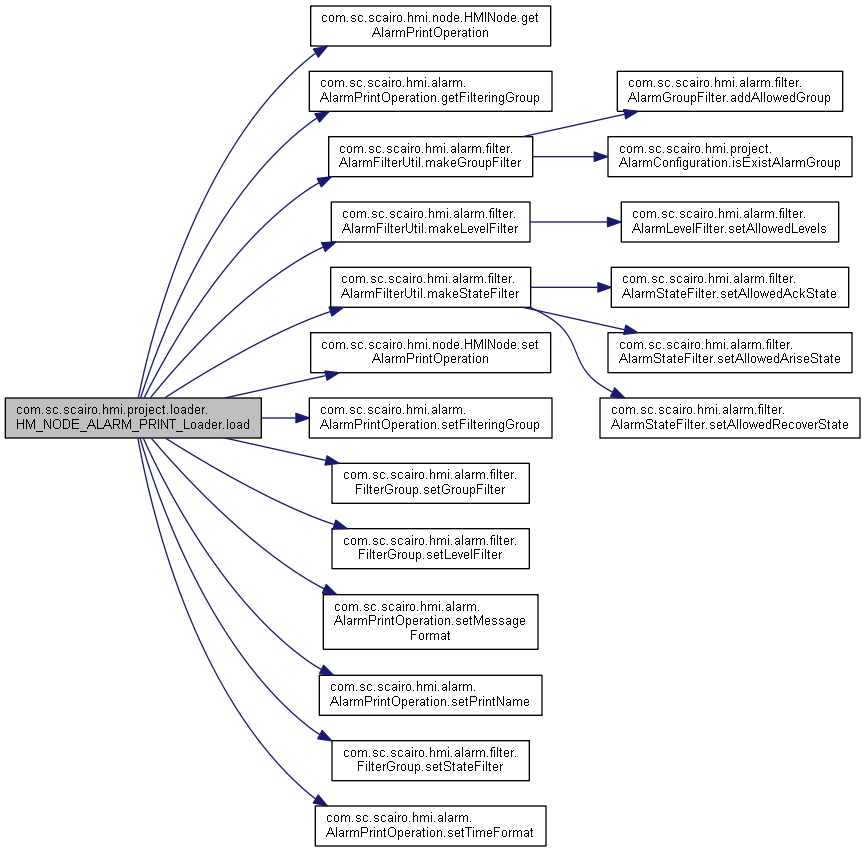 com.sc.scairo.hmi.node.HMINode.get
AlarmPrintOperation
com.sc.scairo.hmi.alarm.
AlarmPrintOperation.getFilteringGroup
com.sc.scairo.hmi.alarm.filter.
AlarmGroupFilter.addAllowedGroup
com.sc.scairo.hmi.alarm.filter.
AlarmFilterUtil.makeGroupFilter
com.sc.scairo.hmi.project.
AlarmConfiguration.isExistAlarmGroup
com.sc.scairo.hmi.alarm.filter.
AlarmFilterUtil.makeLevelFilter
com.sc.scairo.hmi.alarm.filter.
AlarmLevelFilter.setAllowedLevels
com.sc.scairo.hmi.alarm.filter.
AlarmFilterUtil.makeStateFilter
com.sc.scairo.hmi.alarm.filter.
AlarmStateFilter.setAllowedAckState
com.sc.scairo.hmi.node.HMINode.set
AlarmPrintOperation
com.sc.scairo.hmi.alarm.filter.
AlarmStateFilter.setAllowedAriseState
com.sc.scairo.hmi.project.loader.
HM_NODE_ALARM_PRINT_Loader.load
com.sc.scairo.hmi.alarm.
AlarmPrintOperation.setFilteringGroup
com.sc.scairo.hmi.alarm.filter.
AlarmStateFilter.setAllowedRecoverState
com.sc.scairo.hmi.alarm.filter.
FilterGroup.setGroupFilter
com.sc.scairo.hmi.alarm.filter.
FilterGroup.setLevelFilter
com.sc.scairo.hmi.alarm.
AlarmPrintOperation.setMessage
Format
com.sc.scairo.hmi.alarm.
AlarmPrintOperation.setPrintName
com.sc.scairo.hmi.alarm.filter.
FilterGroup.setStateFilter
com.sc.scairo.hmi.alarm.
AlarmPrintOperation.setTimeFormat